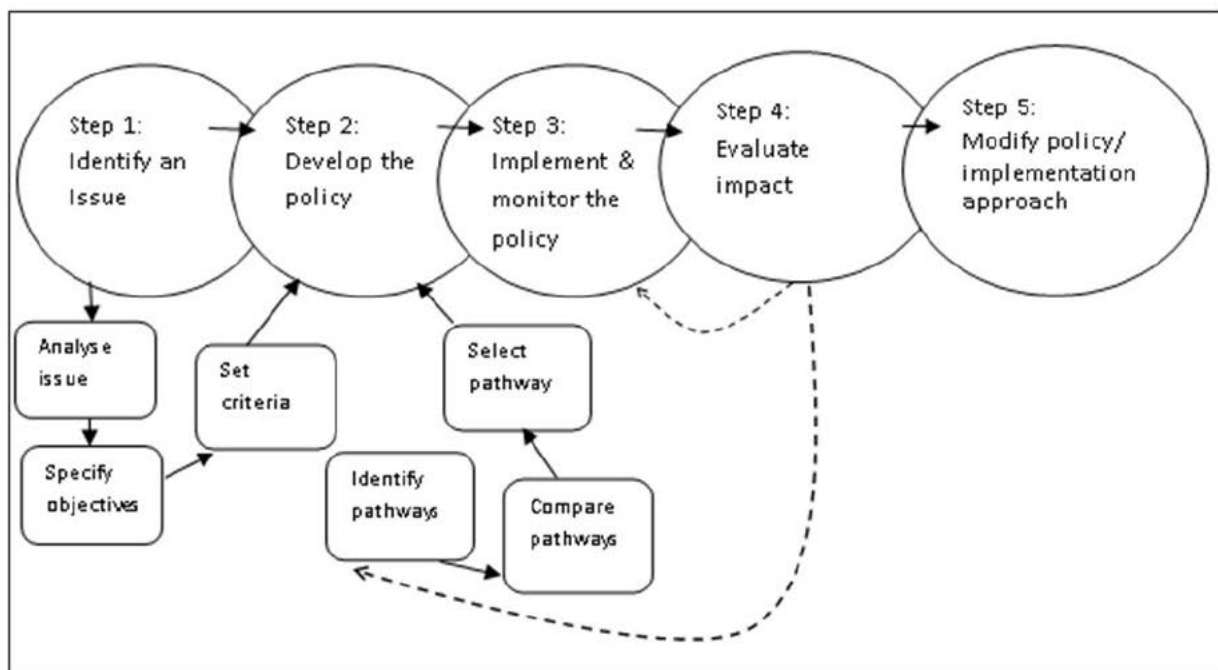 Step 1:
Identify an
Issue
Step 2:
Develop the
policy
Step 3:
Implement &
monitor the
policy
Step 4:
Evaluate
impact
Step 5:
Modify policy/
implementation
approach
Analyse
issue
Specify
objectives
Set
criteria
Identify
pathways
Compare
pathways
Select
pathway